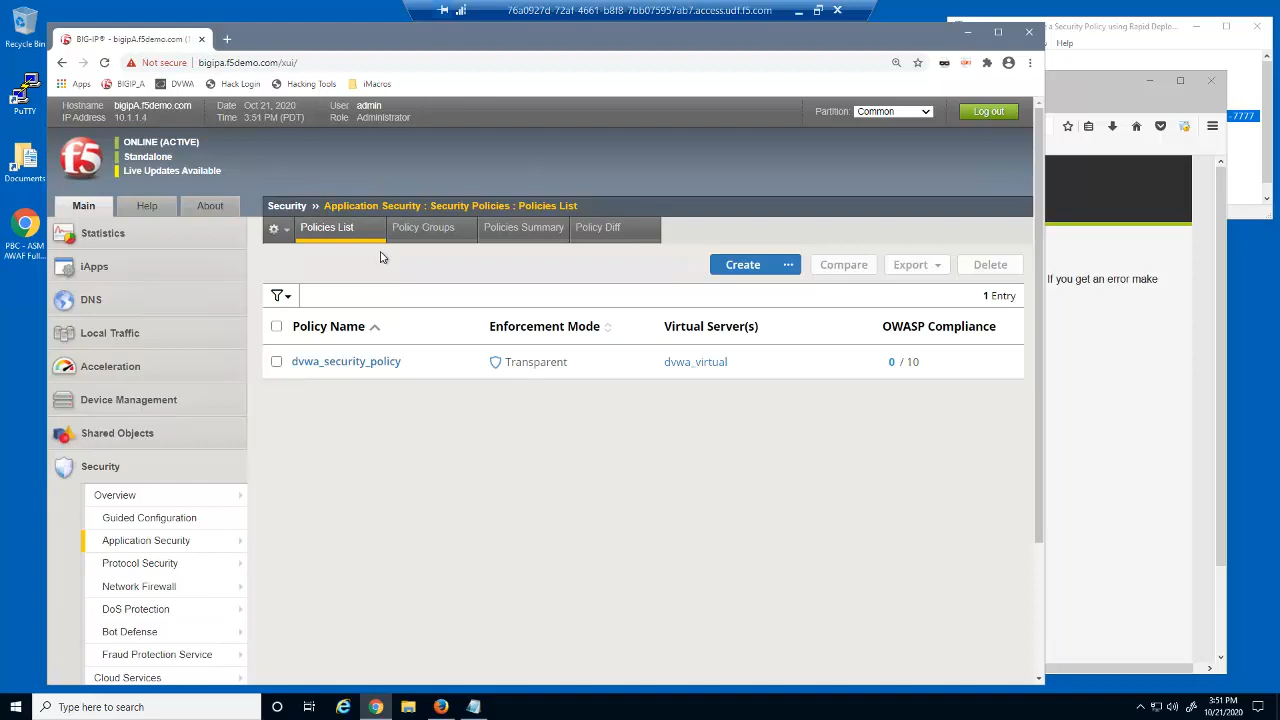 76a0927d-72af-4661-b8f8-7bb075957ab7.access.udf.f5.com
Recycle Bin
PuTTY
Documents
PBC - ASM
AWAF Full...
BIG-IP® - bigipa.f5demo.com (1
a Security Policy using Rapid Deplo...
Help
-7777
Not secure
bigipa.f5demo.com/xui/
Apps
BIGIP_A
DVWA
Hack Login
Hacking Tools
iMacros
Hostname bigipA.f5demo.com
IP Address 10.1.1.4
Date Oct 21, 2020
Time 3:51 PM (PDT)
User admin
Role Administrator
Partition: Common
Log out
f5
ONLINE (ACTIVE)
Standalone
Live Updates Available
Main
Help
About
Security ›› Application Security : Security Policies : Policies List
Policies List
Policy Groups
Policies Summary
Policy Diff
Statistics
iApps
DNS
Local Traffic
Acceleration
Device Management
Shared Objects
Security
Overview
Guided Configuration
Application Security
Protocol Security
Network Firewall
DoS Protection
Bot Defense
Fraud Protection Service
Cloud Services
Create ...
Compare
Export
Delete
1 Entry
Policy Name
Enforcement Mode
Virtual Server(s)
OWASP Compliance
dvwa_security_policy
Transparent
dvwa_virtual
0 / 10
If you get an error make
Type here to search
3:51 PM
10/21/2020